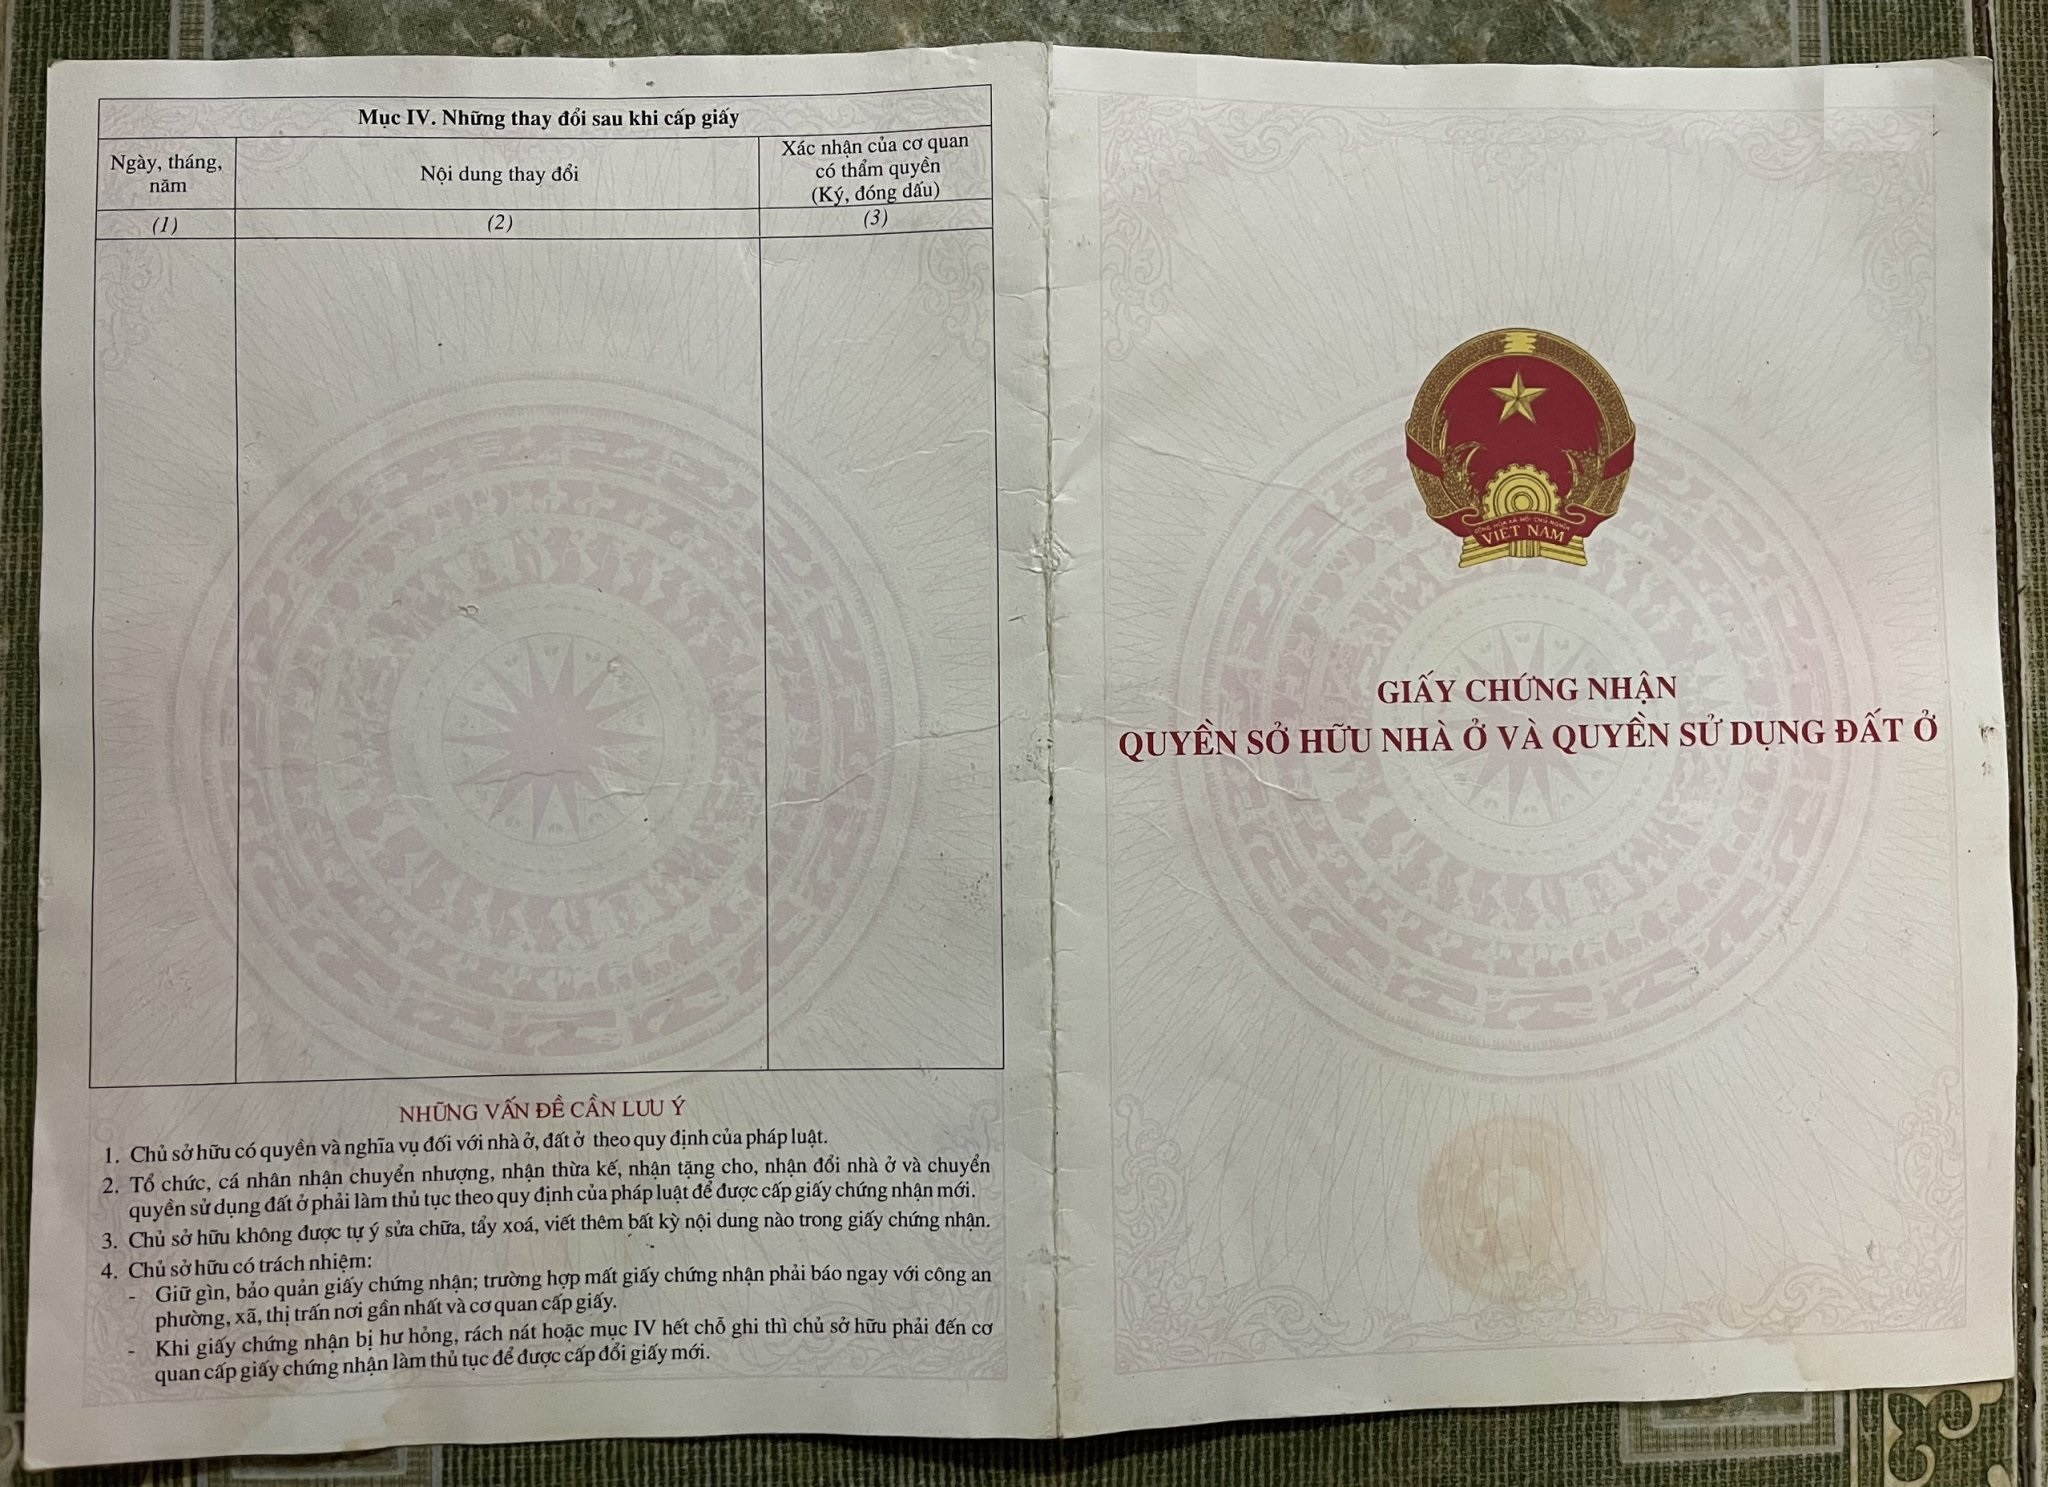 Mục IV. Những thay đổi sau khi cấp giấy
Ngày, tháng,
năm
Nội dung thay đổi
Xác nhận của cơ quan
có thẩm quyền
(Ký, đóng dấu)
(1)
(2)
(3)
NHỮNG VẤN ĐỀ CẦN LƯU Ý
1. Chủ sở hữu có quyền và nghĩa vụ đối với nhà ở, đất ở theo quy định của pháp luật.
2. Tổ chức, cá nhân nhận chuyển nhượng, nhận thừa kế, nhận tặng cho, nhận đổi nhà ở và chuyển
quyền sử dụng đất ở phải làm thủ tục theo quy định của pháp luật để được cấp giấy chứng nhận mới.
3. Chủ sở hữu không được tự ý sửa chữa, tẩy xoá, viết thêm bất kỳ nội dung nào trong giấy chứng nhận.
4. Chủ sở hữu có trách nhiệm:
- Giữ gìn, bảo quản giấy chứng nhận; trường hợp mất giấy chứng nhận phải báo ngay với công an
phường, xã, thị trấn nơi gần nhất và cơ quan cấp giấy.
- Khi giấy chứng nhận bị hư hỏng, rách nát hoặc mục IV hết chỗ ghi thì chủ sở hữu phải đến cơ
quan cấp giấy chứng nhận làm thủ tục để được cấp đổi giấy mới.
CỘNG HÒA XÃ HỘI CHỦ NGHĨA
VIỆT NAM
GIẤY CHỨNG NHẬN
QUYỀN SỞ HỮU NHÀ Ở VÀ QUYỀN SỬ DỤNG ĐẤT Ở